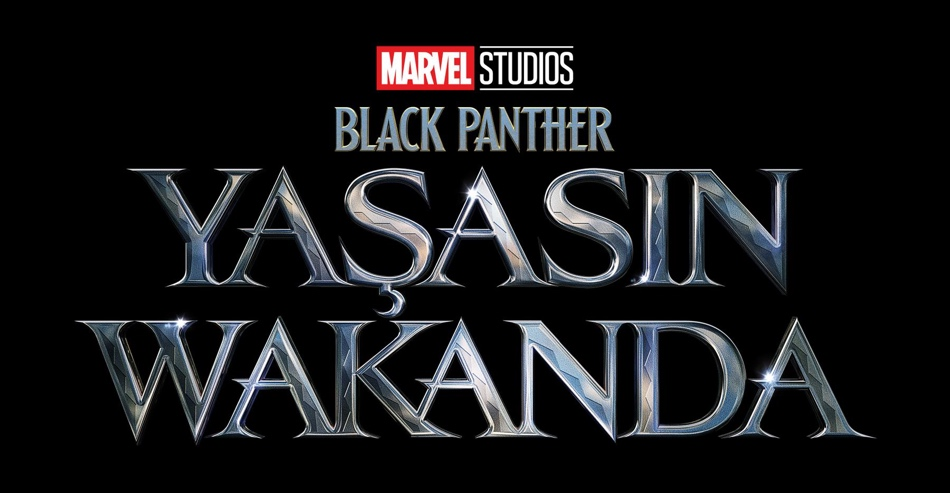 MARVEL STUDIOS
BLACK PANTHER
YAŞASIN
WAKANDA